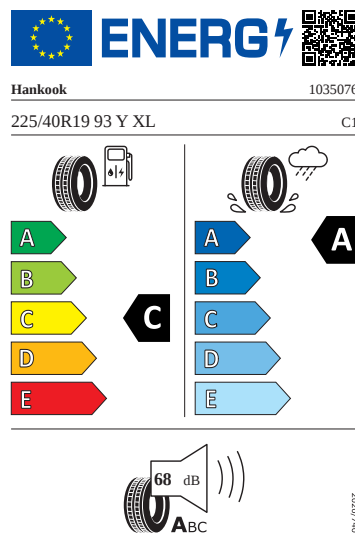 ENERG
Hankook 1035076
225/40R19 93 Y XL C1
A A A
B B
C C C
D D
E E
68 dB
ABC